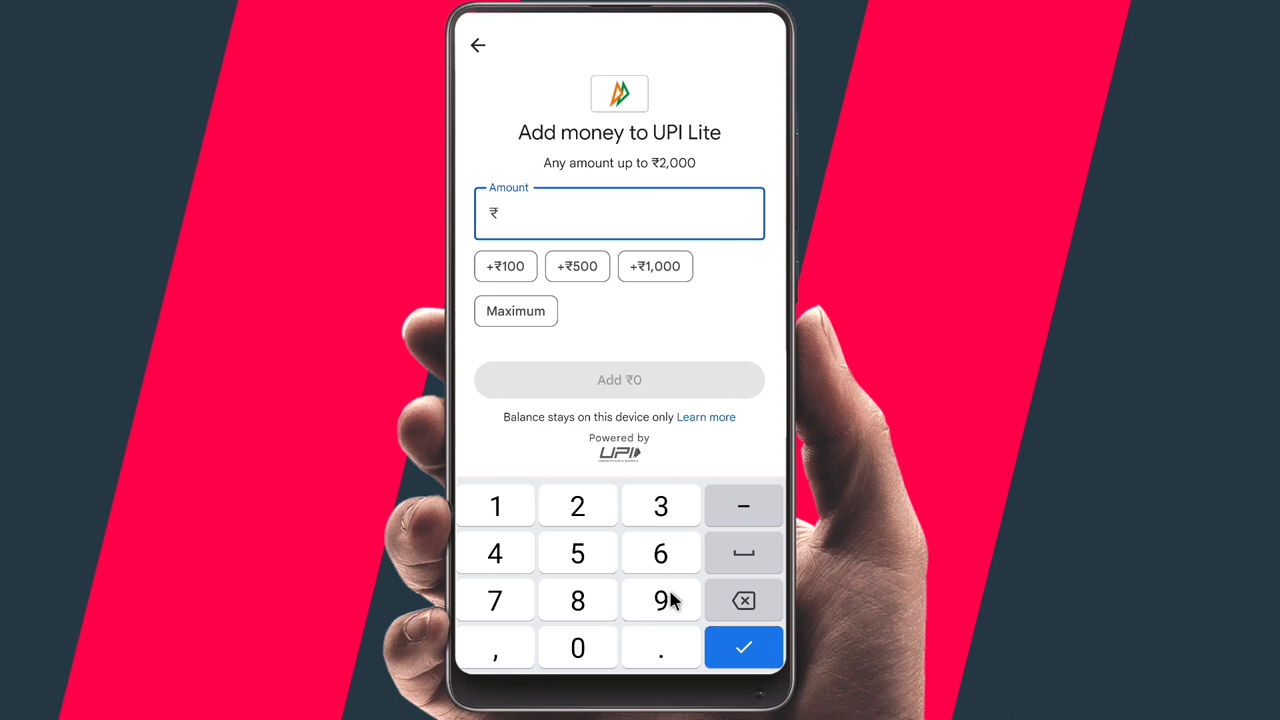 Add money to UPI Lite
Any amount up to ₹2,000
Amount
₹
+₹100 +₹500 +₹1,000
Maximum
Add ₹0
Balance stays on this device only Learn more
Powered by
UPI
1 2 3 -
4 5 6
7 8 9
, 0 .